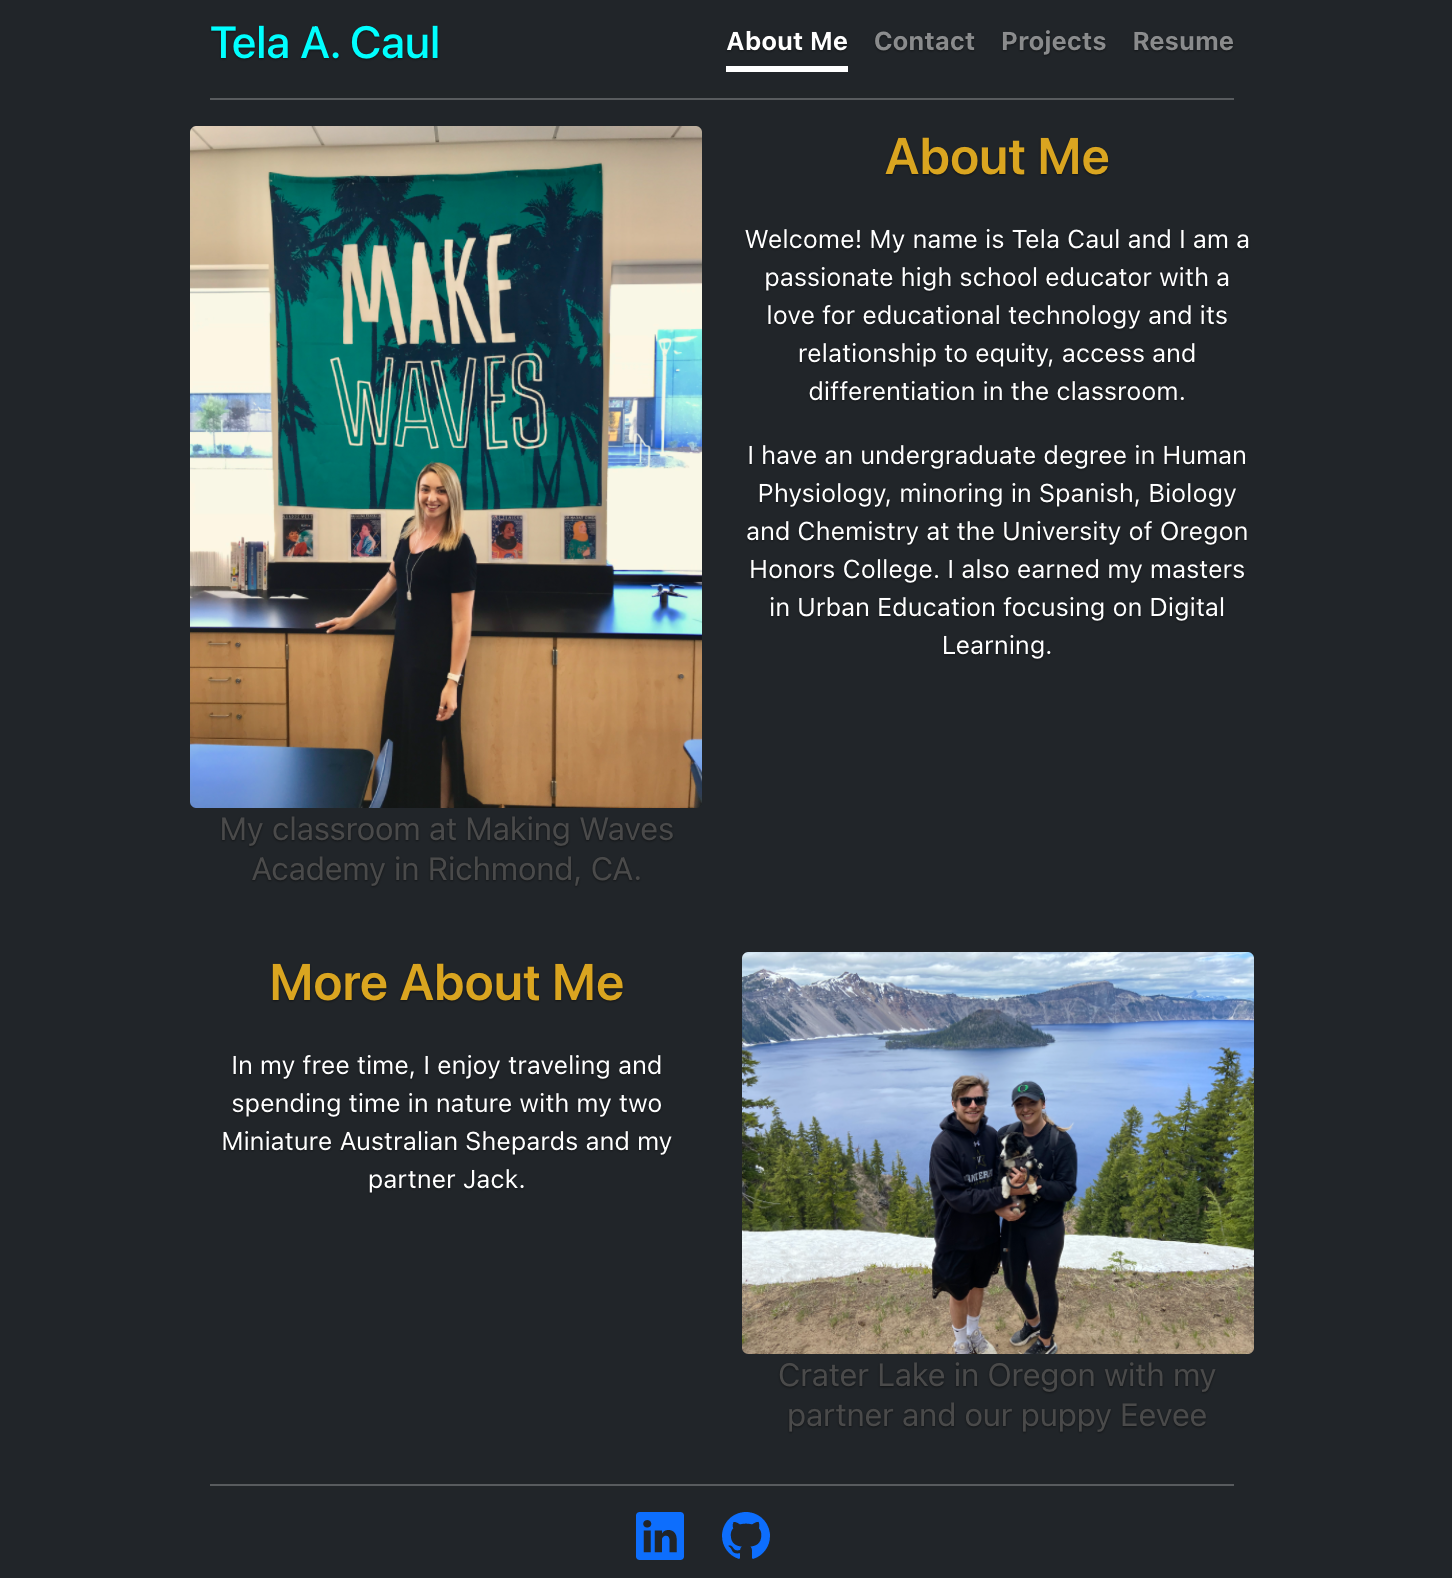 Tela A. Caul
About Me Contact Projects Resume
MAKE
WAVES
My classroom at Making Waves
Academy in Richmond, CA.
About Me
Welcome! My name is Tela Caul and I am a
passionate high school educator with a
love for educational technology and its
relationship to equity, access and
differentiation in the classroom.
I have an undergraduate degree in Human
Physiology, minoring in Spanish, Biology
and Chemistry at the University of Oregon
Honors College. I also earned my masters
in Urban Education focusing on Digital
Learning.
More About Me
In my free time, I enjoy traveling and
spending time in nature with my two
Miniature Australian Shepards and my
partner Jack.
Crater Lake in Oregon with my
partner and our puppy Eevee
in